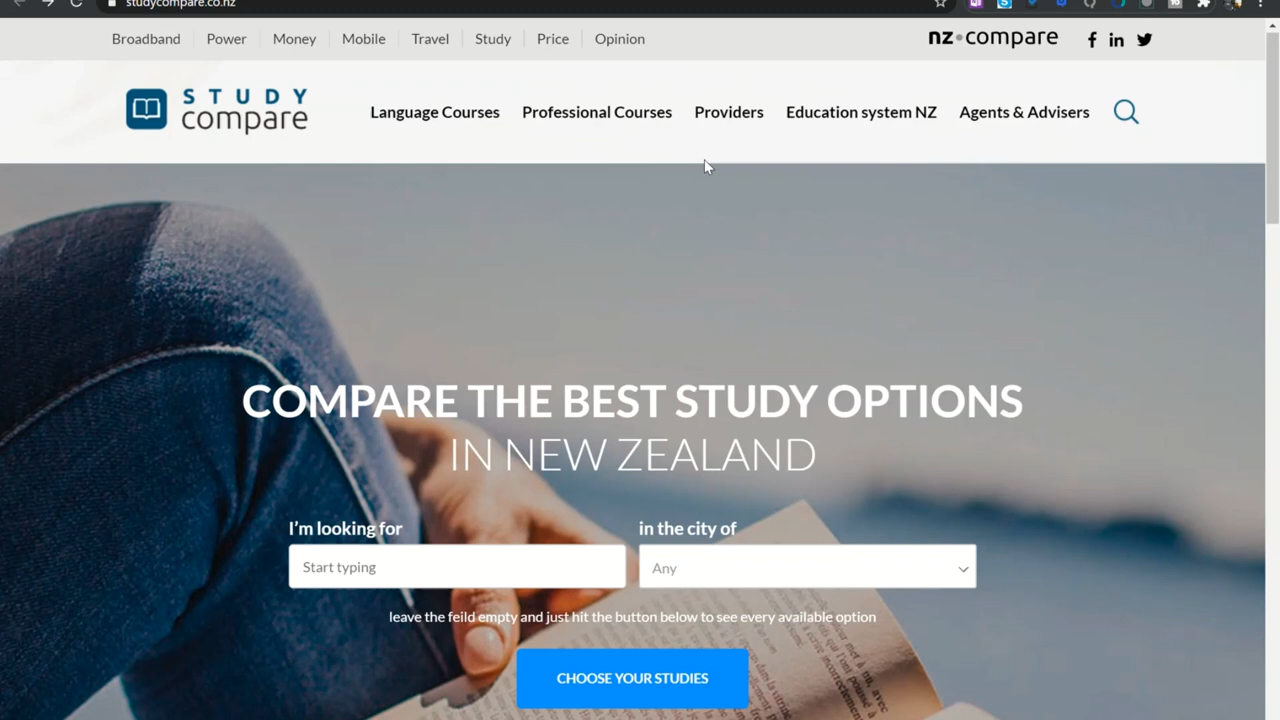 studycompare.co.nz
Broadband Power Money Mobile Travel Study Price Opinion
nz compare
STUDY
compare
Language Courses Professional Courses Providers Education system NZ Agents & Advisers
COMPARE THE BEST STUDY OPTIONS
IN NEW ZEALAND
I'm looking for in the city of
Start typing Any
leave the feild empty and just hit the button below to see every available option
CHOOSE YOUR STUDIES